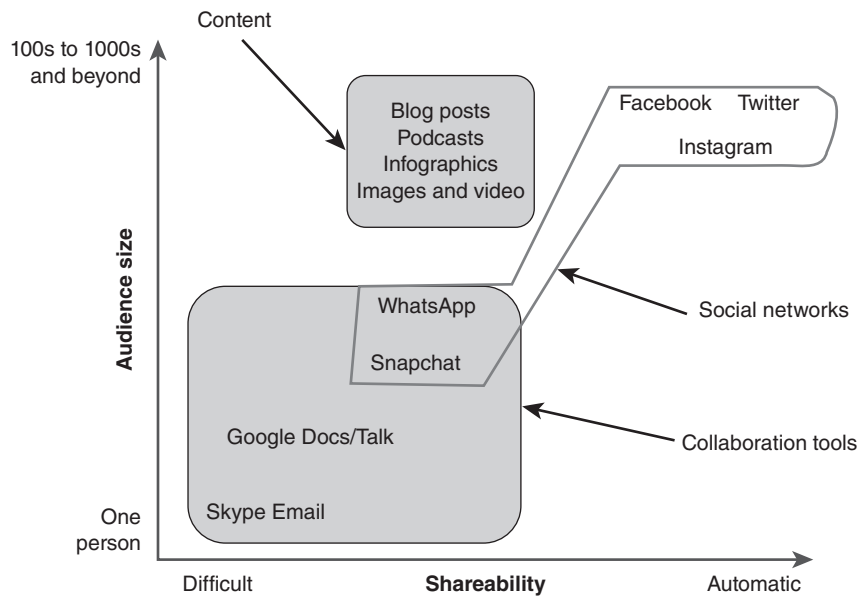 Content
100s to 1000s
and beyond
Blog posts
Podcasts
Infographics
Images and video
Facebook Twitter
Instagram
Audience size
WhatsApp
Snapchat
Social networks
Google Docs/Talk
Collaboration tools
Skype Email
One
person
Difficult Shareability Automatic